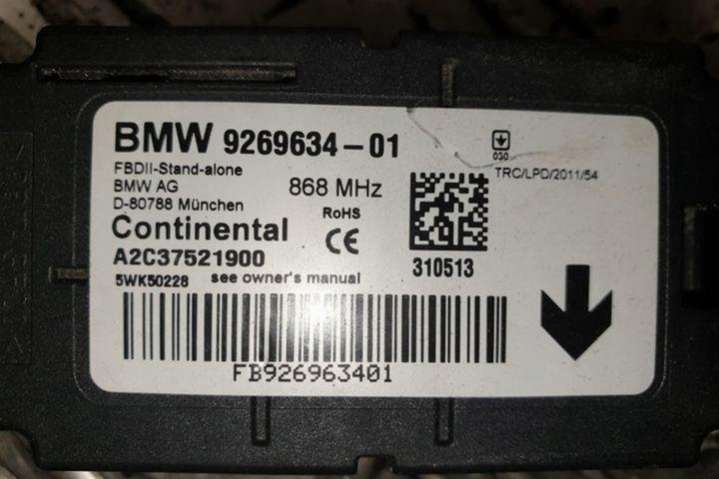 BMW 9269634-01
FBDII-Stand-alone
BMW AG
D-80788 München
868 MHz
RoHS
CE
Continental
A2C37521900
5WK50228 see owner's manual
FB926963401
030
TRC/LPD/2011/54
310513